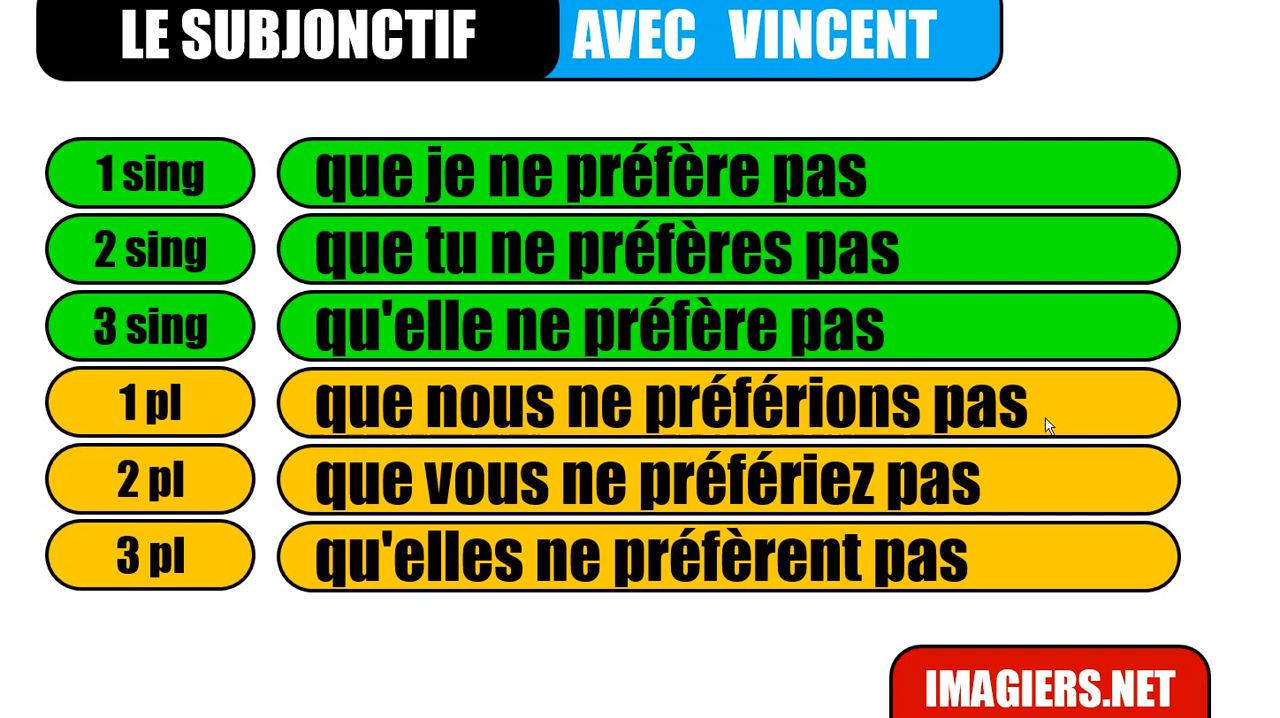 LE SUBJONCTIF AVEC VINCENT
1 sing que je ne préfère pas
2 sing que tu ne préfères pas
3 sing qu'elle ne préfère pas
1 pl que nous ne préférions pas
2 pl que vous ne préfériez pas
3 pl qu'elles ne préfèrent pas
IMAGIERS.NET